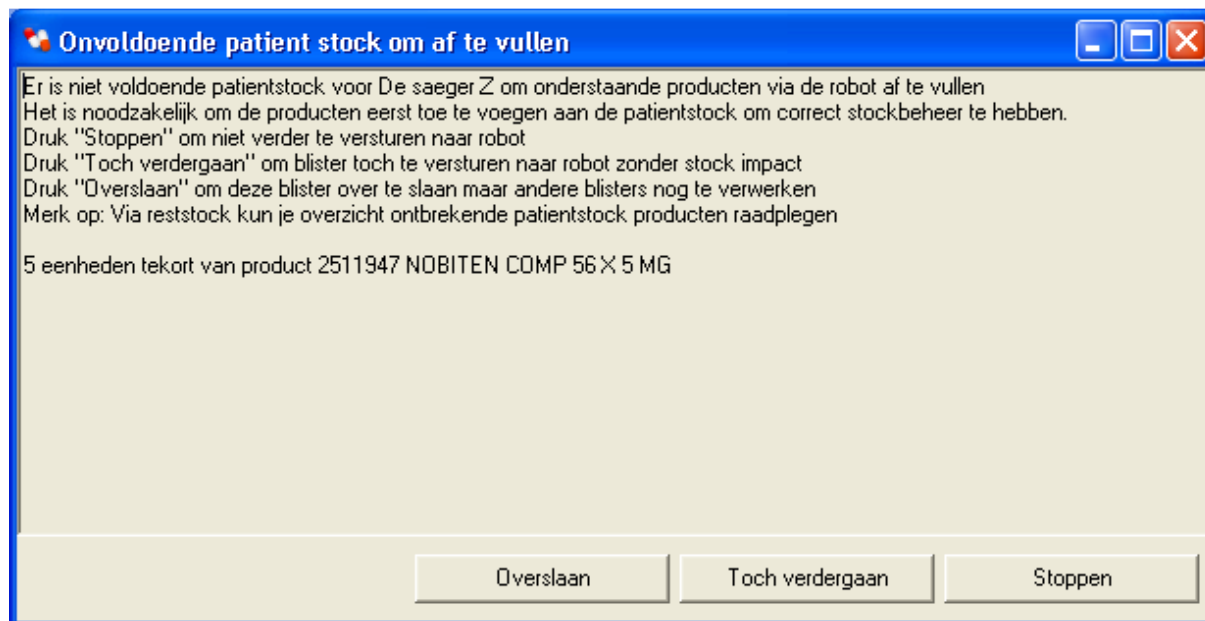 Onvoldoende patient stock om af te vullen
Er is niet voldoende patientstock voor De saeger Z om onderstaande producten via de robot af te vullen
Het is noodzakelijk om de producten eerst toe te voegen aan de patientstock om correct stockbeheer te hebben.
Druk "Stoppen" om niet verder te versturen naar robot
Druk "Toch verdergaan" om blister toch te versturen naar robot zonder stock impact
Druk "Overslaan" om deze blister over te slaan maar andere blisters nog te verwerken
Merk op: Via reststock kun je overzicht ontbrekende patientstock producten raadplegen
5 eenheden tekort van product 2511947 NOBITEN COMP 56 X 5 MG
Overslaan Toch verdergaan Stoppen